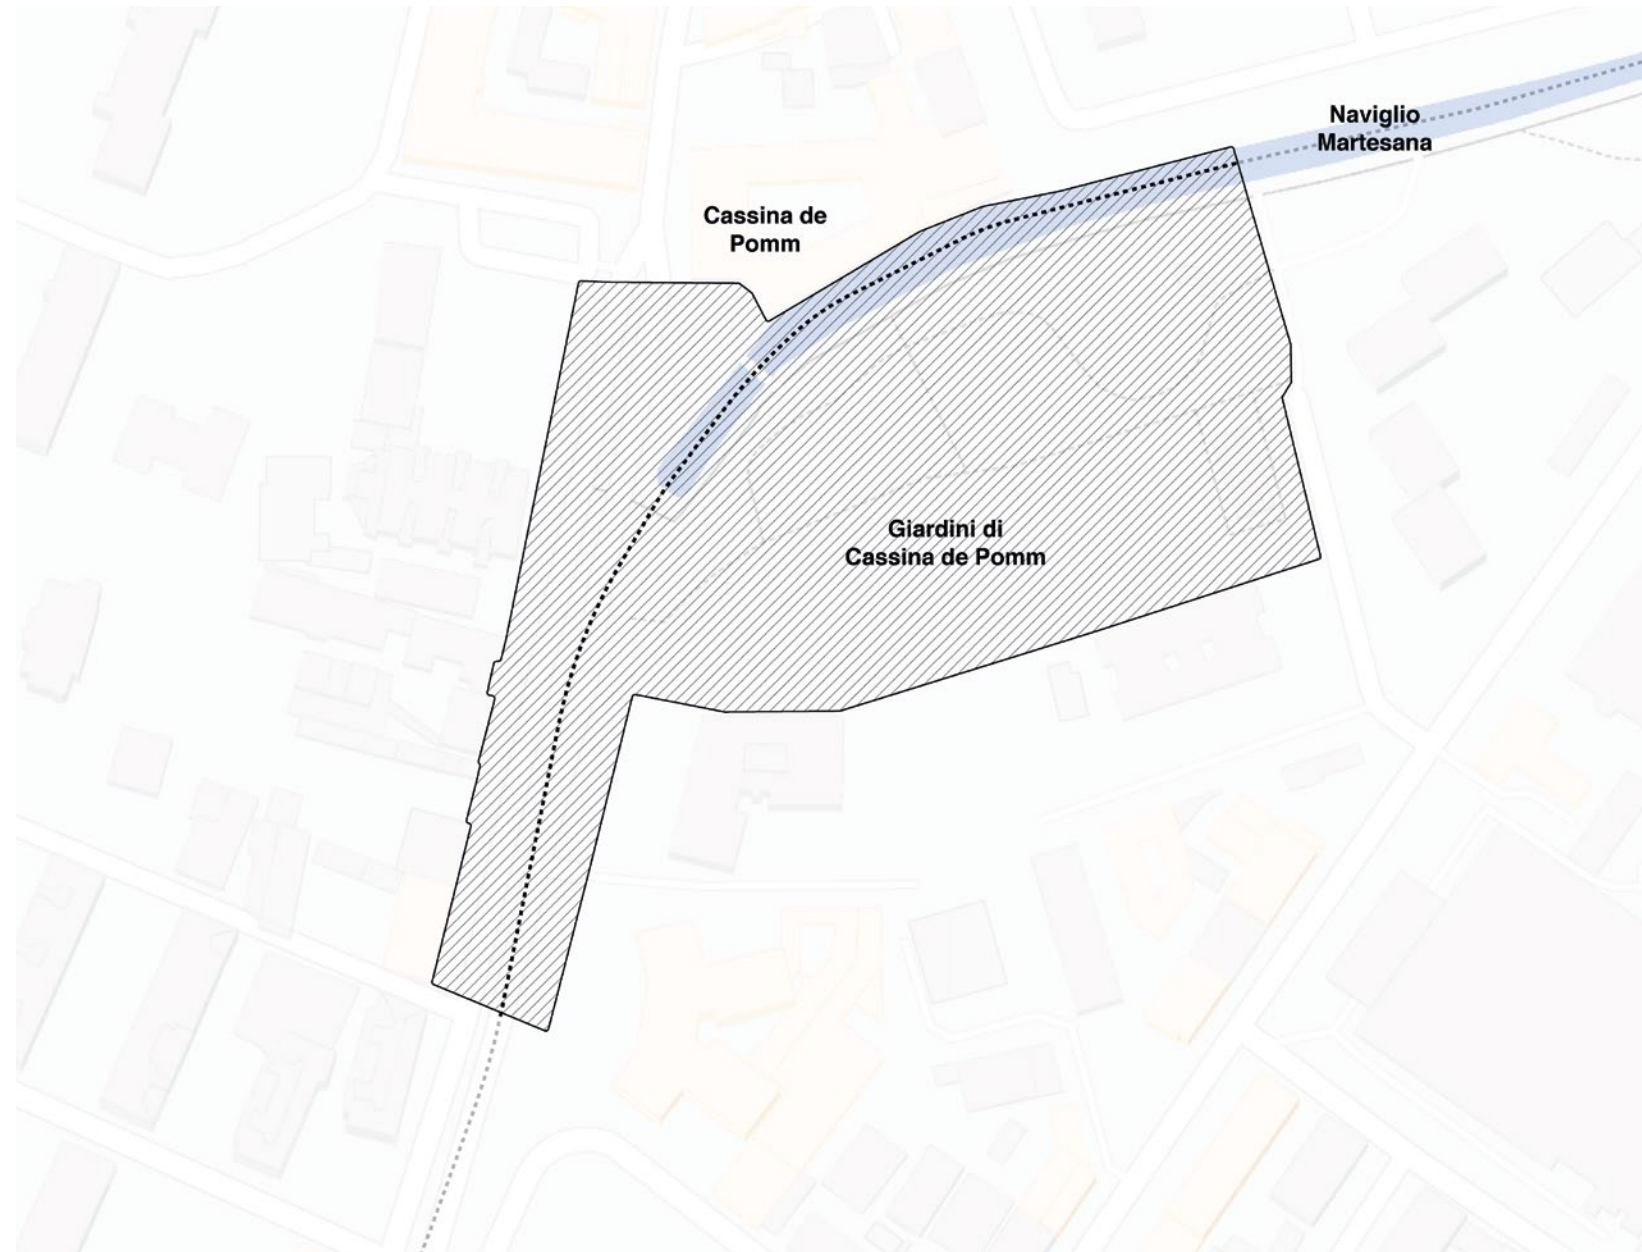 Naviglio
Martesana
Cassina de
Pomm
Giardini di
Cassina de Pomm